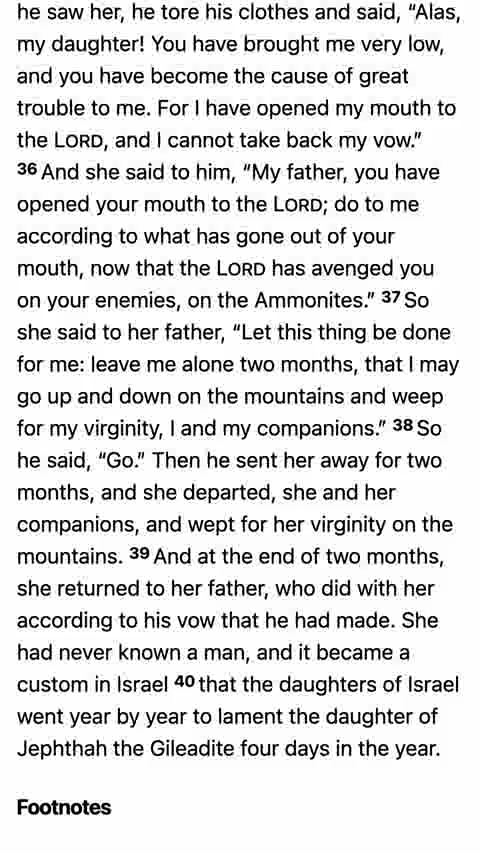 he saw her, he tore his clothes and said, “Alas,
my daughter! You have brought me very low,
and you have become the cause of great
trouble to me. For I have opened my mouth to
the LORD, and I cannot take back my vow.”
36 And she said to him, “My father, you have
opened your mouth to the LORD; do to me
according to what has gone out of your
mouth, now that the LORD has avenged you
on your enemies, on the Ammonites.” 37 So
she said to her father, “Let this thing be done
for me: leave me alone two months, that I may
go up and down on the mountains and weep
for my virginity, I and my companions.” 38 So
he said, “Go.” Then he sent her away for two
months, and she departed, she and her
companions, and wept for her virginity on the
mountains. 39 And at the end of two months,
she returned to her father, who did with her
according to his vow that he had made. She
had never known a man, and it became a
custom in Israel 40 that the daughters of Israel
went year by year to lament the daughter of
Jephthah the Gileadite four days in the year.
Footnotes